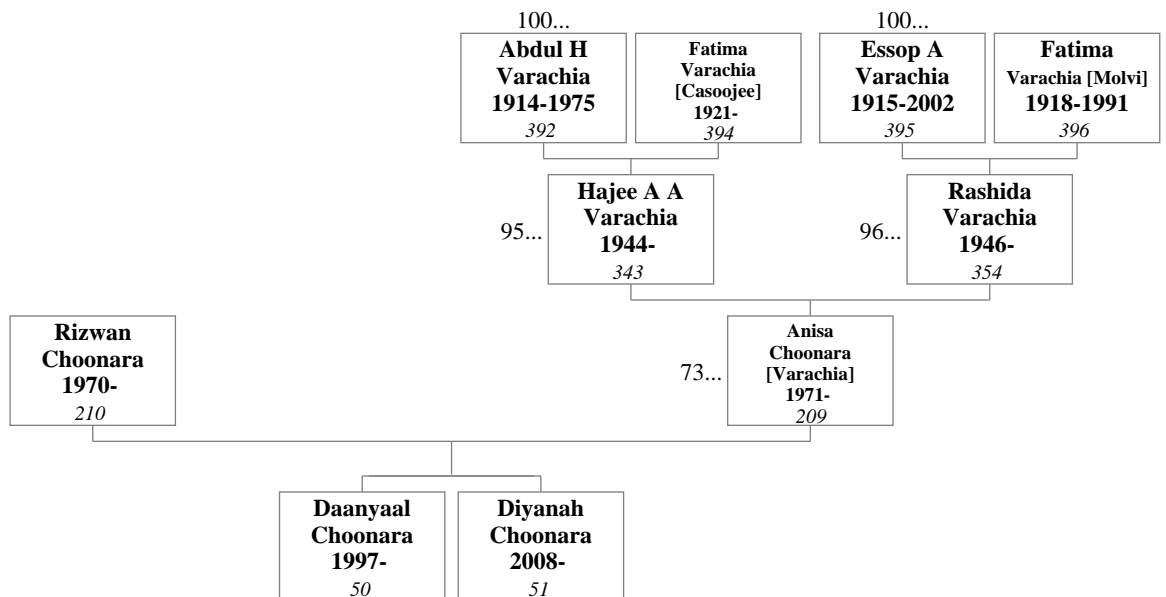 100...
Abdul H
Varachia
1914-1975
392
Fatima
Varachia
[Casoojee]
1921-
394
100...
Essop A
Varachia
1915-2002
395
Fatima
Varachia [Molvi]
1918-1991
396
95...
Hajee A A
Varachia
1944-
343
96...
Rashida
Varachia
1946-
354
Rizwan
Choonara
1970-
210
73...
Anisa
Choonara
[Varachia]
1971-
209
Daanyaal
Choonara
1997-
50
Diyanah
Choonara
2008-
51